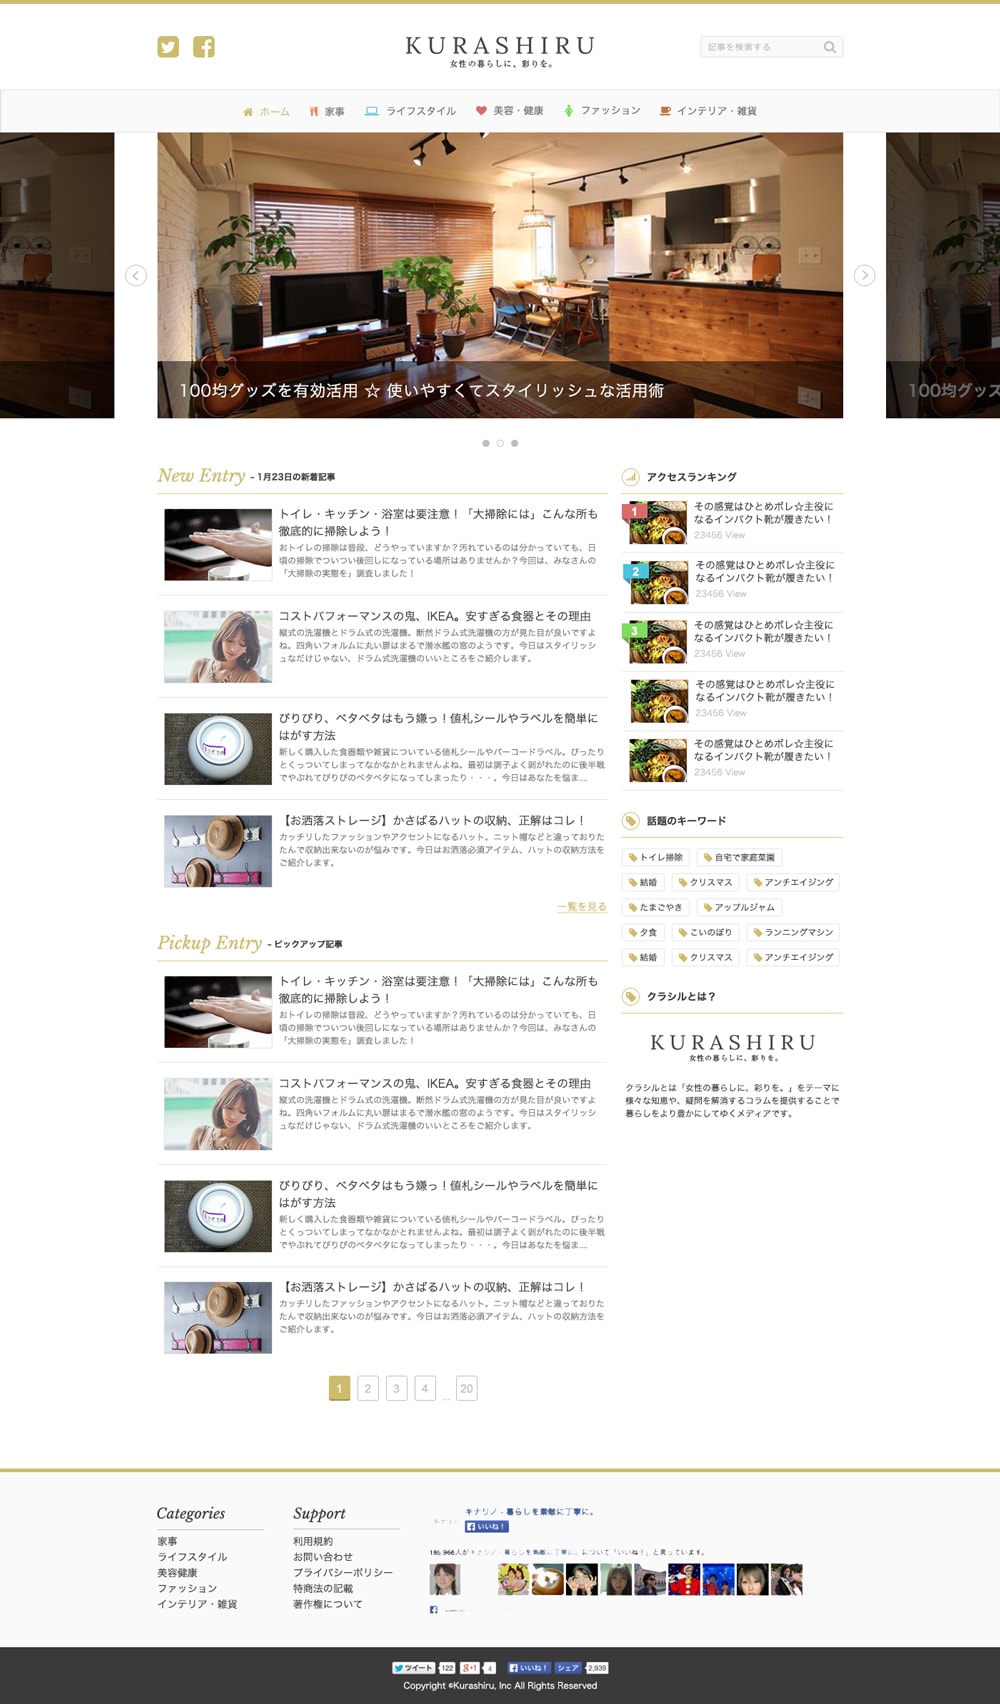 KURASHIRU
女性の暮らしに、彩りを。
記事を検索する
ホーム 家事 ライフスタイル 美容・健康 ファッション インテリア・雑貨
100均グッズを有効活用 ☆ 使いやすくてスタイリッシュな活用術
100均グッズ
New Entry - 1月23日の新着記事
トイレ・キッチン・浴室は要注意！「大掃除には」こんな所も
徹底的に掃除しよう！
おトイレの掃除は普段、どうやっていますか？汚れているのは分かっていても、日
頃の掃除でついつい後回しになっている場所はありませんか？今回は、みなさんの
「大掃除の実態を」調査しました！
コストパフォーマンスの鬼、IKEA。安すぎる食器とその理由
縦式の洗濯機とドラム式の洗濯機。断然ドラム式洗濯機の方が見た目が良いですよ
ね。四角いフォルムに丸い扉はまるで潜水艦の窓のようです。今日はスタイリッシ
ュなだけじゃない、ドラム式洗濯機のいいところをご紹介します。
びりびり、ベタベタはもう嫌っ！値札シールやラベルを簡単に
はがす方法
新しく購入した食器類や雑貨についている値札シールやバーコードラベル。ぴったり
とくっついてしまってなかなかとれませんよね。最初は調子よく剥がれたのに後半戦
でやぶれてびりびりのベタベタになってしまったり・・・。今日はあなたを悩ま....
【お洒落ストレージ】かさばるハットの収納、正解はコレ！
カッチリしたファッションやアクセントになるハット。ニット帽などと違っておりた
たんで収納出来ないのが悩みです。今日はお洒落必須アイテム、ハットの収納方法を
ご紹介します。
一覧を見る
Pickup Entry - ピックアップ記事
トイレ・キッチン・浴室は要注意！「大掃除には」こんな所も
徹底的に掃除しよう！
おトイレの掃除は普段、どうやっていますか？汚れているのは分かっていても、日
頃の掃除でついつい後回しになっている場所はありませんか？今回は、みなさんの
「大掃除の実態を」調査しました！
コストパフォーマンスの鬼、IKEA。安すぎる食器とその理由
縦式の洗濯機とドラム式の洗濯機。断然ドラム式洗濯機の方が見た目が良いですよ
ね。四角いフォルムに丸い扉はまるで潜水艦の窓のようです。今日はスタイリッシ
ュなだけじゃない、ドラム式洗濯機のいいところをご紹介します。
びりびり、ベタベタはもう嫌っ！値札シールやラベルを簡単に
はがす方法
新しく購入した食器類や雑貨についている値札シールやバーコードラベル。ぴったり
とくっついてしまってなかなかとれませんよね。最初は調子よく剥がれたのに後半戦
でやぶれてびりびりのベタベタになってしまったり・・・。今日はあなたを悩ま....
【お洒落ストレージ】かさばるハットの収納、正解はコレ！
カッチリしたファッションやアクセントになるハット。ニット帽などと違っておりた
たんで収納出来ないのが悩みです。今日はお洒落必須アイテム、ハットの収納方法を
ご紹介します。
1 2 3 4 ... 20
アクセスランキング
1
その感覚はひとめボレ☆主役に
なるインパクト靴が履きたい！
23456 View
2
その感覚はひとめボレ☆主役に
なるインパクト靴が履きたい！
23456 View
3
その感覚はひとめボレ☆主役に
なるインパクト靴が履きたい！
23456 View
その感覚はひとめボレ☆主役に
なるインパクト靴が履きたい！
23456 View
その感覚はひとめボレ☆主役に
なるインパクト靴が履きたい！
23456 View
話題のキーワード
トイレ掃除 自宅で家庭菜園
結婚 クリスマス アンチエイジング
たまごやき アップルジャム
夕食 こいのぼり ランニングマシン
結婚 クリスマス アンチエイジング
クラシルとは？
KURASHIRU
女性の暮らしに、彩りを。
クラシルとは「女性の暮らしに、彩りを。」をテーマに
様々な知恵や、疑問を解消するコラムを提供することで
暮らしをより豊かにしてゆくメディアです。
Categories
家事
ライフスタイル
美容健康
ファッション
インテリア・雑貨
Support
利用規約
お問い合わせ
プライバシーポリシー
特商法の記載
著作権について
キナリノ
キナリノ - 暮らしを素敵に丁寧に。
いいね！
185,966人がキナリノ - 暮らしを素敵に丁寧に。について「いいね！」と言っています。
ツイート 122 g+1 4 いいね！ シェア 2,939
Copyright ©Kurashiru, Inc All Rights Reserved